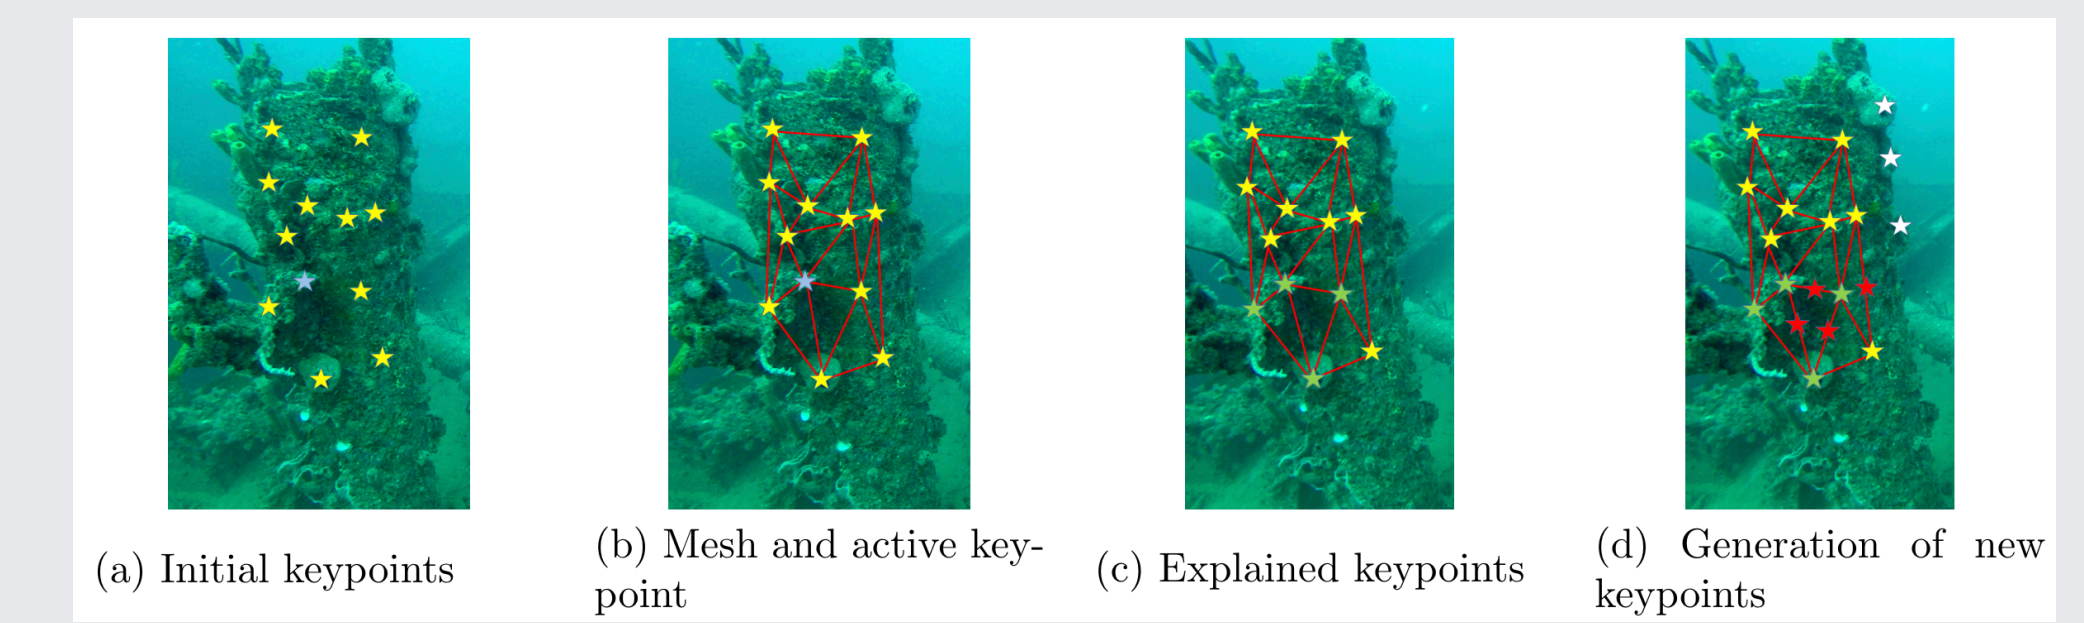 (a) Initial keypoints
(b) Mesh and active key-
point
(c) Explained keypoints
(d) Generation of new
keypoints